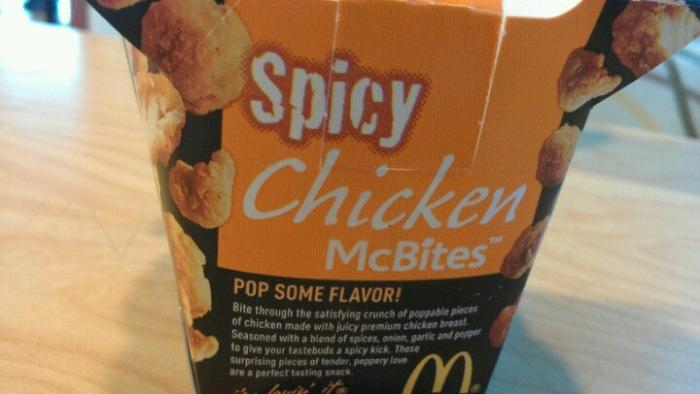 Spicy
Chicken
McBites™
POP SOME FLAVOR!
Bite through the satisfying crunch of poppable pieces
of chicken made with juicy premium chicken breast.
Seasoned with a blend of spices, onion, garlic and pepper
to give your tastebuds a spicy kick. These
surprising pieces of tender, peppery love
are a perfect tasting snack.
i'm lovin' it®
M®